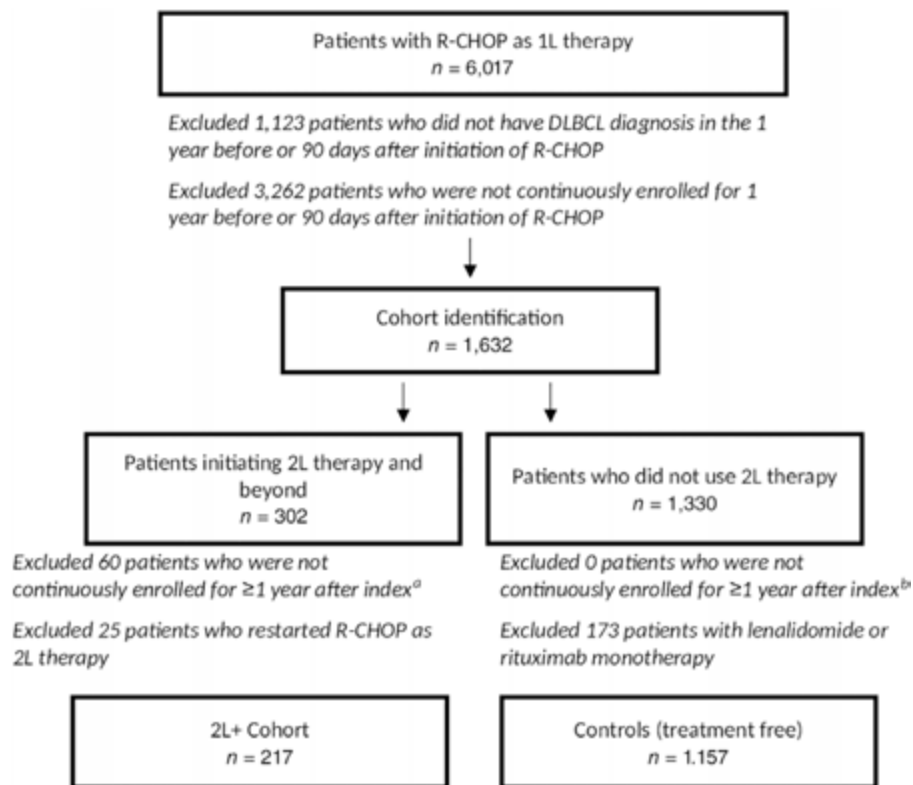 Patients with R-CHOP as 1L therapy
n = 6,017
Excluded 1,123 patients who did not have DLBCL diagnosis in the 1
year before or 90 days after initiation of R-CHOP
Excluded 3,262 patients who were not continuously enrolled for 1
year before or 90 days after initiation of R-CHOP
Cohort identification
n = 1,632
Patients initiating 2L therapy and
beyond
n = 302
Excluded 60 patients who were not
continuously enrolled for ≥1 year after indexᵃ
Excluded 25 patients who restarted R-CHOP as
2L therapy
2L+ Cohort
n = 217
Patients who did not use 2L therapy
n = 1,330
Excluded 0 patients who were not
continuously enrolled for ≥1 year after indexᵇ
Excluded 173 patients with lenalidomide or
rituximab monotherapy
Controls (treatment free)
n = 1.157